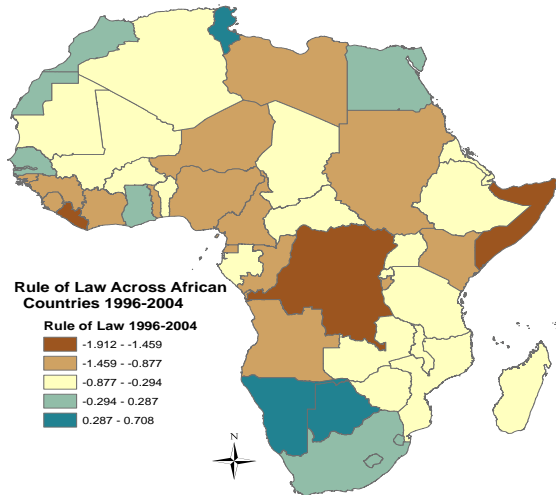 Rule of Law Across African
Countries 1996-2004
Rule of Law 1996-2004
-1.912 - -1.459
-1.459 - -0.877
-0.877 - -0.294
-0.294 - 0.287
0.287 - 0.708
N